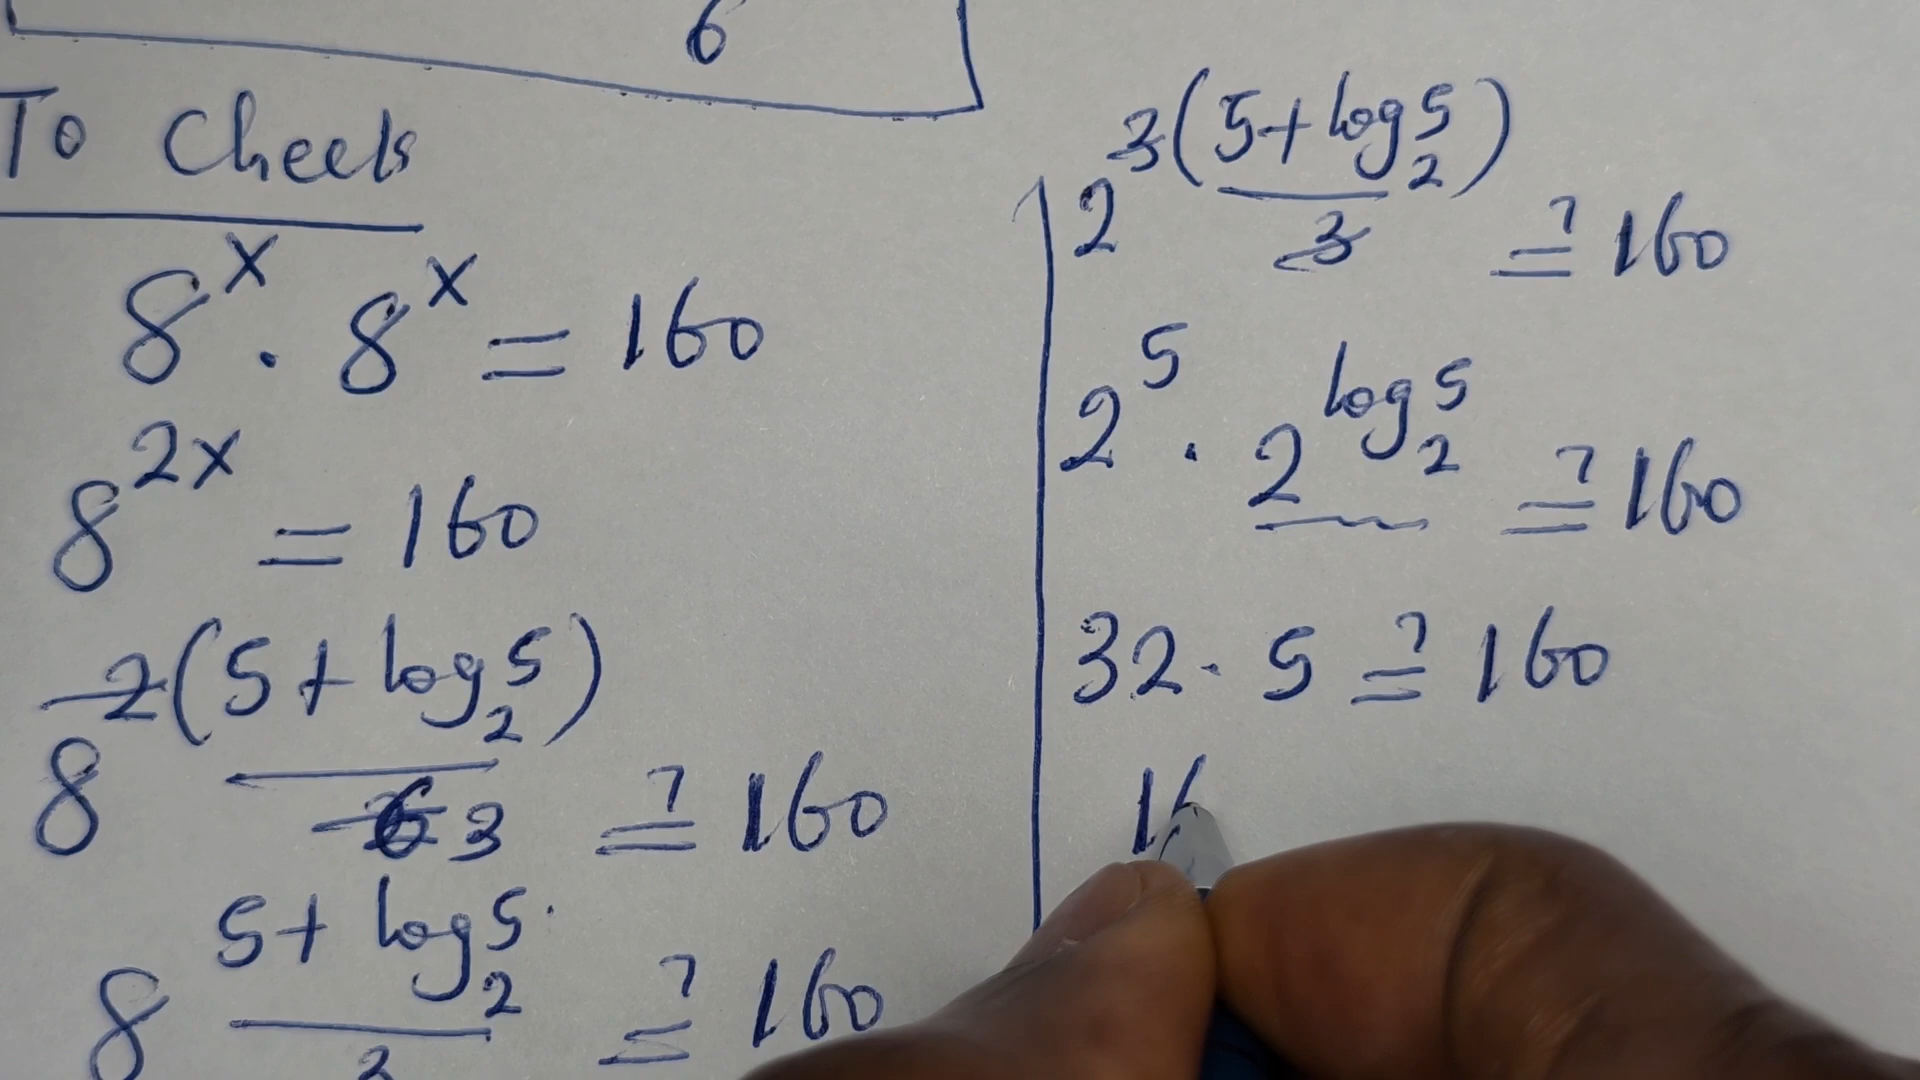 6
To Check
8^x . 8^x = 160
8^2x = 160
8^2(5 + log_2 5)/6 3 ≟ 160
8^5 + log_2 5/3 ≟ 160
2^3(5 + log_2 5)/3 ≟ 160
2^5 . 2^log_2 5 ≟ 160
32 . 5 ≟ 160
16